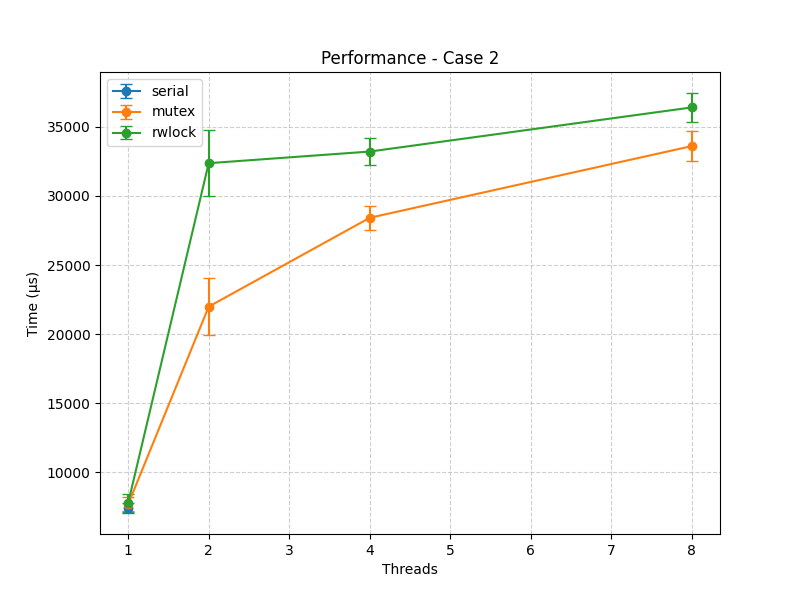 Performance - Case 2
serial
mutex
rwlock
35000
30000
25000
20000
15000
10000
Time (µs)
1 2 3 4 5 6 7 8
Threads